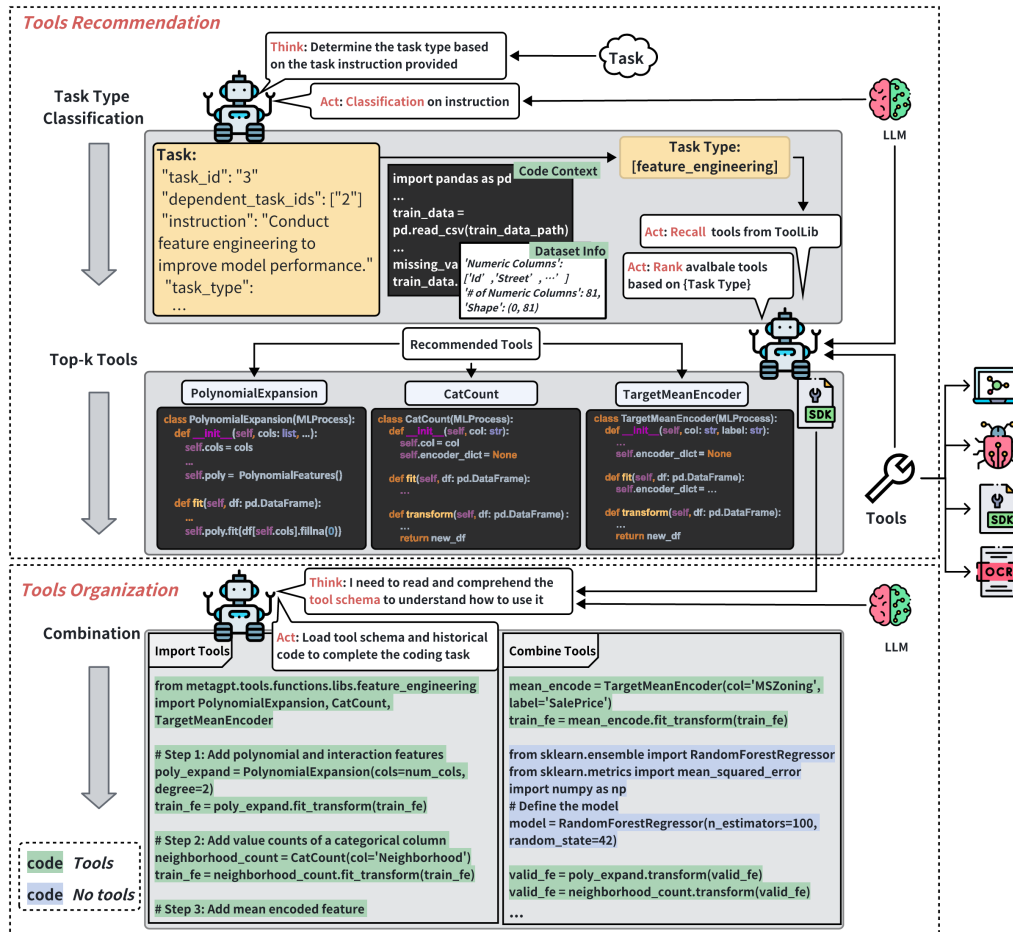 Tools Recommendation
Think: Determine the task type based
on the task instruction provided
Task
Act: Classification on instruction
LLM
Task Type
Classification
Task:
"task_id": "3"
"dependent_task_ids": ["2"]
"instruction": "Conduct
feature engineering to
improve model performance."
"task_type":
...
Code Context
import pandas as pd
...
train_data =
pd.read_csv(train_data_path)
...
missing_va
train_data.
Dataset Info
'Numeric Columns':
['Id' ,'Street' ,…' ]
'# of Numeric Columns': 81,
'Shape': (0, 81)
Task Type:
[feature_engineering]
Act: Recall tools from ToolLib
Act: Rank avalbale tools
based on {Task Type}
Top-k Tools
Recommended Tools
SDK
PolynomialExpansion
class PolynomialExpansion(MLProcess):
def __init__(self, cols: list, ...):
self.cols = cols
...
self.poly = PolynomialFeatures()
def fit(self, df: pd.DataFrame):
...
self.poly.fit(df[self.cols].fillna(0))
CatCount
class CatCount(MLProcess):
def __init__(self, col: str):
self.col = col
self.encoder_dict = None
def fit(self, df: pd.DataFrame):
...
def transform(self, df: pd.DataFrame):
...
return new_df
TargetMeanEncoder
class TargetMeanEncoder(MLProcess):
def __init__(self, col: str, label: str):
...
self.encoder_dict = None
def fit(self, df: pd.DataFrame):
self.encoder_dict = ...
def transform(self, df: pd.DataFrame):
...
return new_df
Tools
SDK
OCR
Tools Organization
Think: I need to read and comprehend the
tool schema to understand how to use it
LLM
Combination
Act: Load tool schema and historical
code to complete the coding task
Import Tools
from metagpt.tools.functions.libs.feature_engineering
import PolynomialExpansion, CatCount,
TargetMeanEncoder
# Step 1: Add polynomial and interaction features
poly_expand = PolynomialExpansion(cols=num_cols,
degree=2)
train_fe = poly_expand.fit_transform(train_fe)
# Step 2: Add value counts of a categorical column
neighborhood_count = CatCount(col='Neighborhood')
train_fe = neighborhood_count.fit_transform(train_fe)
# Step 3: Add mean encoded feature
Combine Tools
mean_encode = TargetMeanEncoder(col='MSZoning',
label='SalePrice')
train_fe = mean_encode.fit_transform(train_fe)
from sklearn.ensemble import RandomForestRegressor
from sklearn.metrics import mean_squared_error
import numpy as np
# Define the model
model = RandomForestRegressor(n_estimators=100,
random_state=42)
valid_fe = poly_expand.transform(valid_fe)
valid_fe = neighborhood_count.transform(valid_fe)
...
code Tools
code No tools